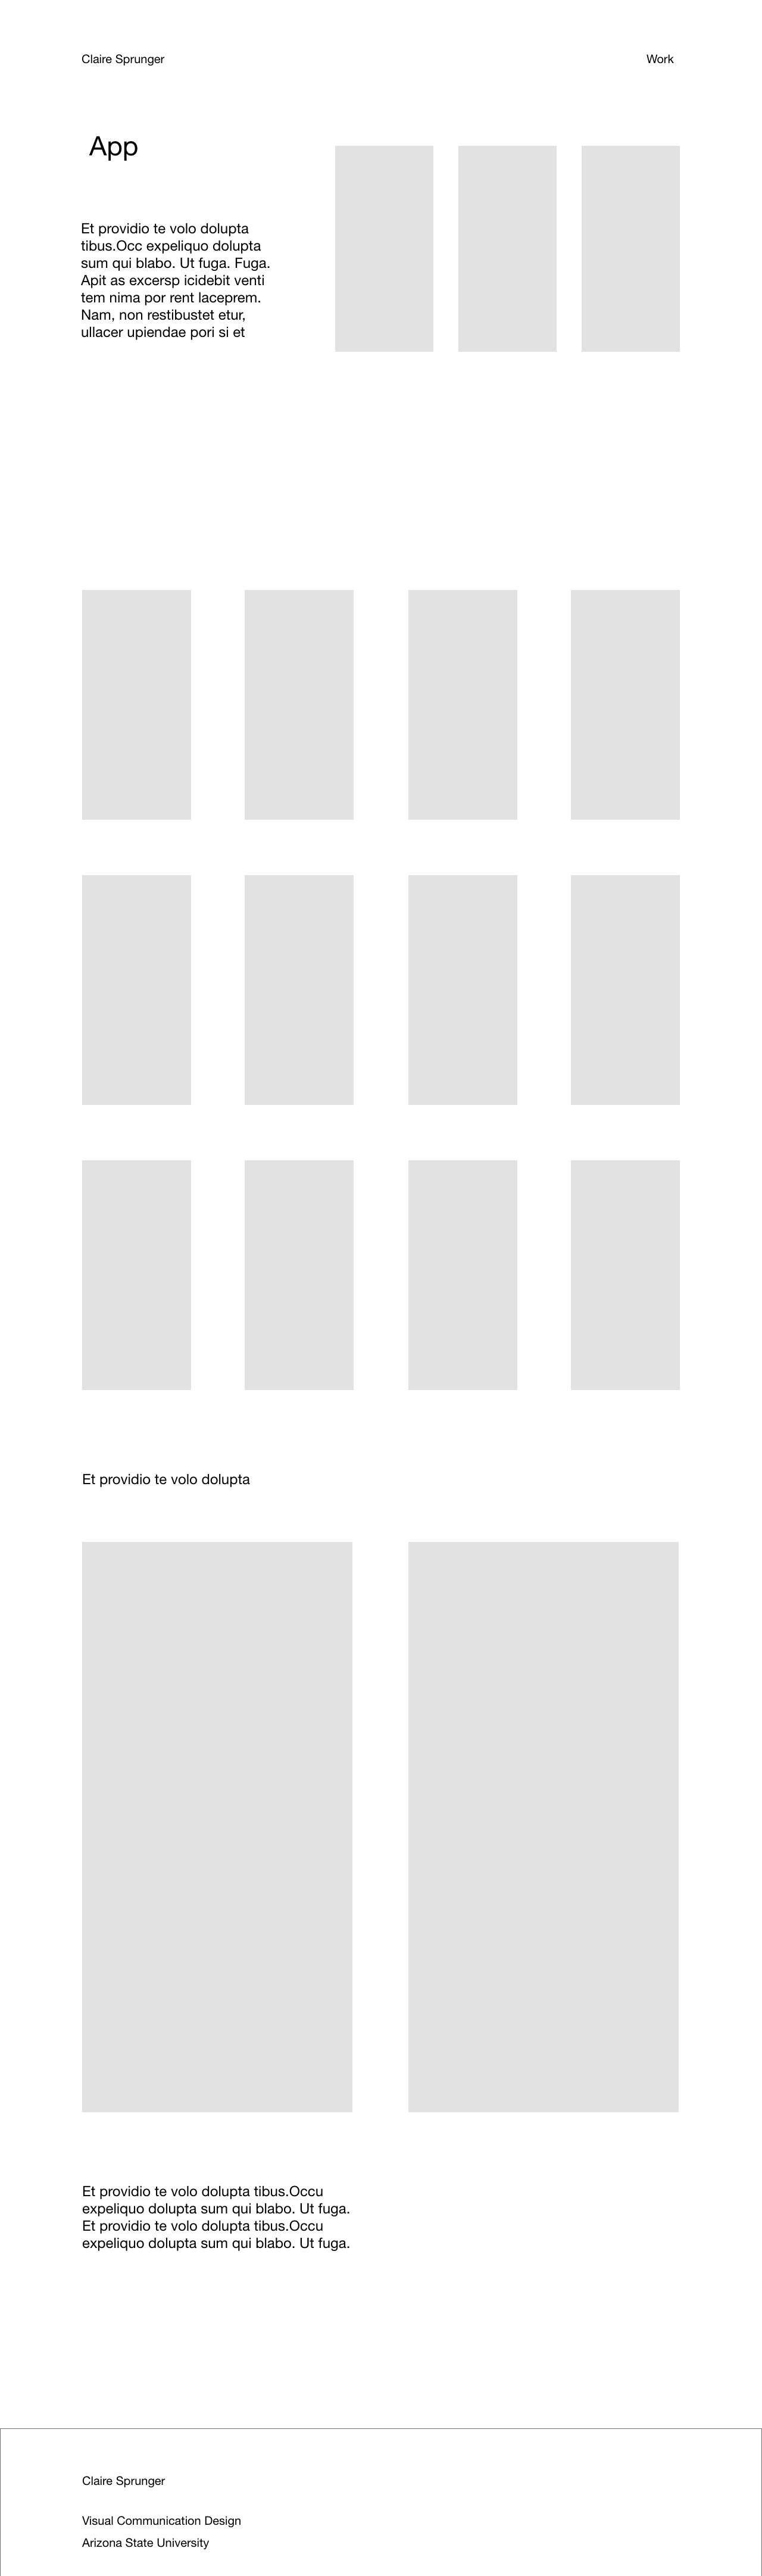 Claire Sprunger
Work
App
Et providio te volo dolupta
tibus.Occ expeliquo dolupta
sum qui blabo. Ut fuga. Fuga.
Apit as excersp icidebit venti
tem nima por rent laceprem.
Nam, non restibustet etur,
ullacer upiendae pori si et
Et providio te volo dolupta
Et providio te volo dolupta tibus.Occu
expeliquo dolupta sum qui blabo. Ut fuga.
Et providio te volo dolupta tibus.Occu
expeliquo dolupta sum qui blabo. Ut fuga.
Claire Sprunger
Visual Communication Design
Arizona State University